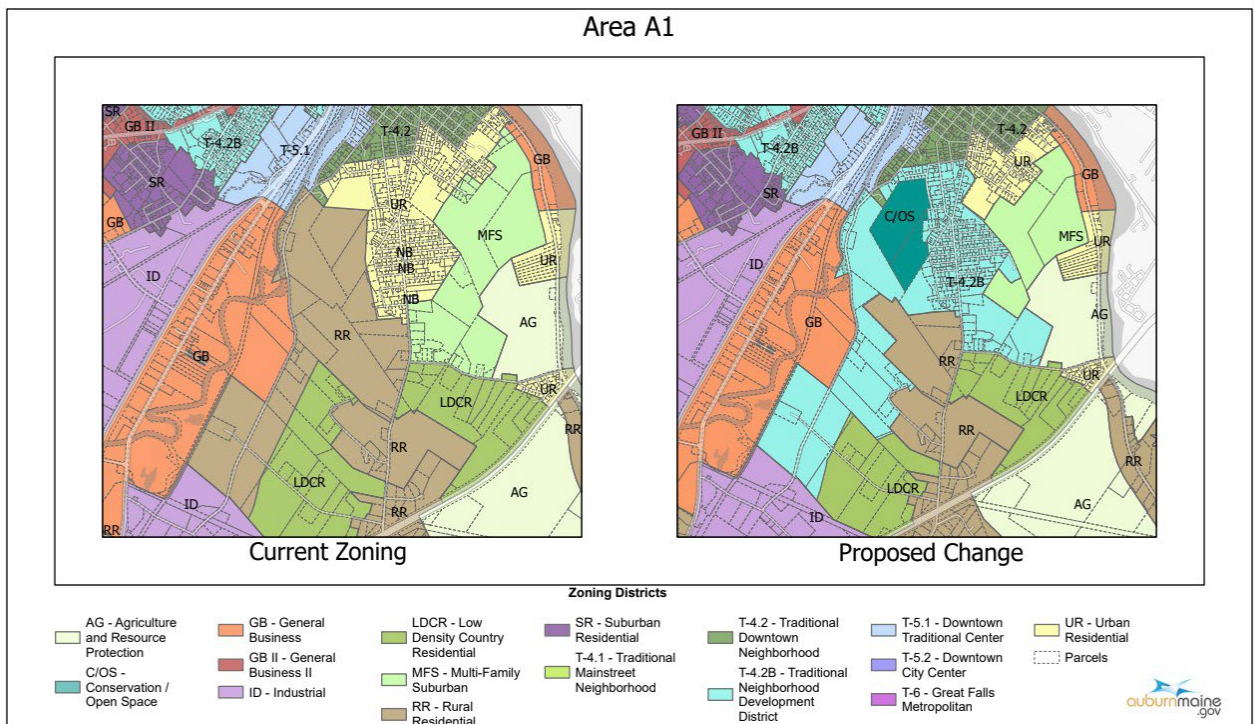 Area A1
SR
GB II
T-4.2B
T-5.1
T-4.2
GB
SR
UR
GB
MFS
NB
UR
ID
NB
NB
AG
RR
GB
UR
LDCR
RR
RR
LDCR
AG
ID
RR
RR
Current Zoning
GB II
T-4.2B
T-4.2
UR
GB
SR
C/OS
MFS
UR
ID
T-4.2B
AG
GB
RR
UR
LDCR
RR
RR
LDCR
AG
ID
Proposed Change
Zoning Districts
AG - Agriculture
and Resource
Protection
C/OS -
Conservation /
Open Space
GB - General
Business
GB II - General
Business II
ID - Industrial
LDCR - Low
Density Country
Residential
MFS - Multi-Family
Suburban
RR - Rural
Residential
SR - Suburban
Residential
T-4.1 - Traditional
Mainstreet
Neighborhood
T-4.2 - Traditional
Downtown
Neighborhood
T-4.2B - Traditional
Neighborhood
Development
District
T-5.1 - Downtown
Traditional Center
T-5.2 - Downtown
City Center
T-6 - Great Falls
Metropolitan
UR - Urban
Residential
Parcels
auburnmaine
.gov